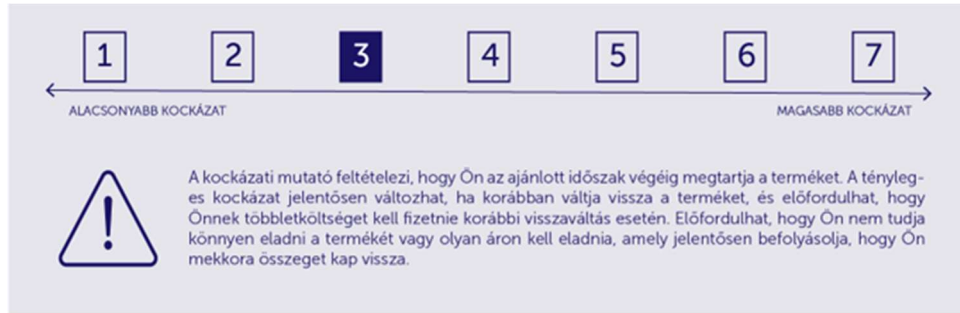 1 2 3 4 5 6 7
ALACSONYABB KOCKÁZAT MAGASABB KOCKÁZAT
A kockázati mutató feltételezi, hogy Ön az ajánlott időszak végéig megtartja a terméket. A tényleg-
es kockázat jelentősen változhat, ha korábban váltja vissza a terméket, és előfordulhat, hogy
Önnek többletköltséget kell fizetnie korábbi visszaváltás esetén. Előfordulhat, hogy Ön nem tudja
könnyen eladni a termékét vagy olyan áron kell eladnia, amely jelentősen befolyásolja, hogy Ön
mekkora összeget kap vissza.